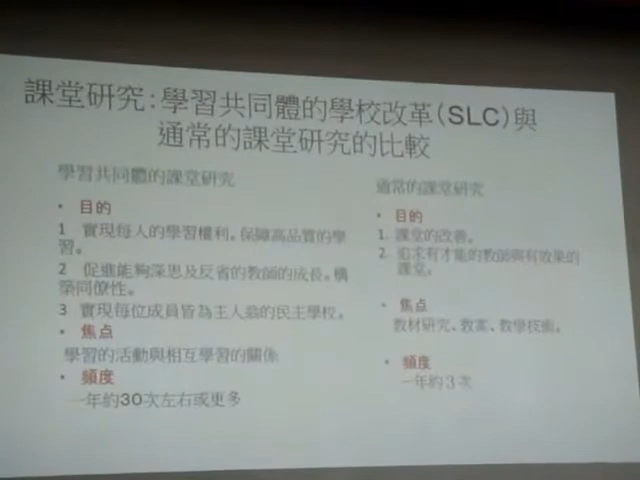 課堂研究:學習共同體的學校改革(SLC)與
通常的課堂研究的比較
學習共同體的課堂研究
• 目的
1 實現每人的學習權利。保障高品質的學
習。
2 促進能夠深思及反省的教師的成長。構
築同僚性。
3 實現每位成員皆為主人翁的民主學校。
• 焦点
學習的活動與相互學習的關係
• 頻度
一年約30次左右或更多
通常的課堂研究
• 目的
1. 課堂的改善。
2. 追求有才能的教師與有效果的
課堂。
• 焦点
教材研究、教案、教學技術。
• 頻度
一年約3次